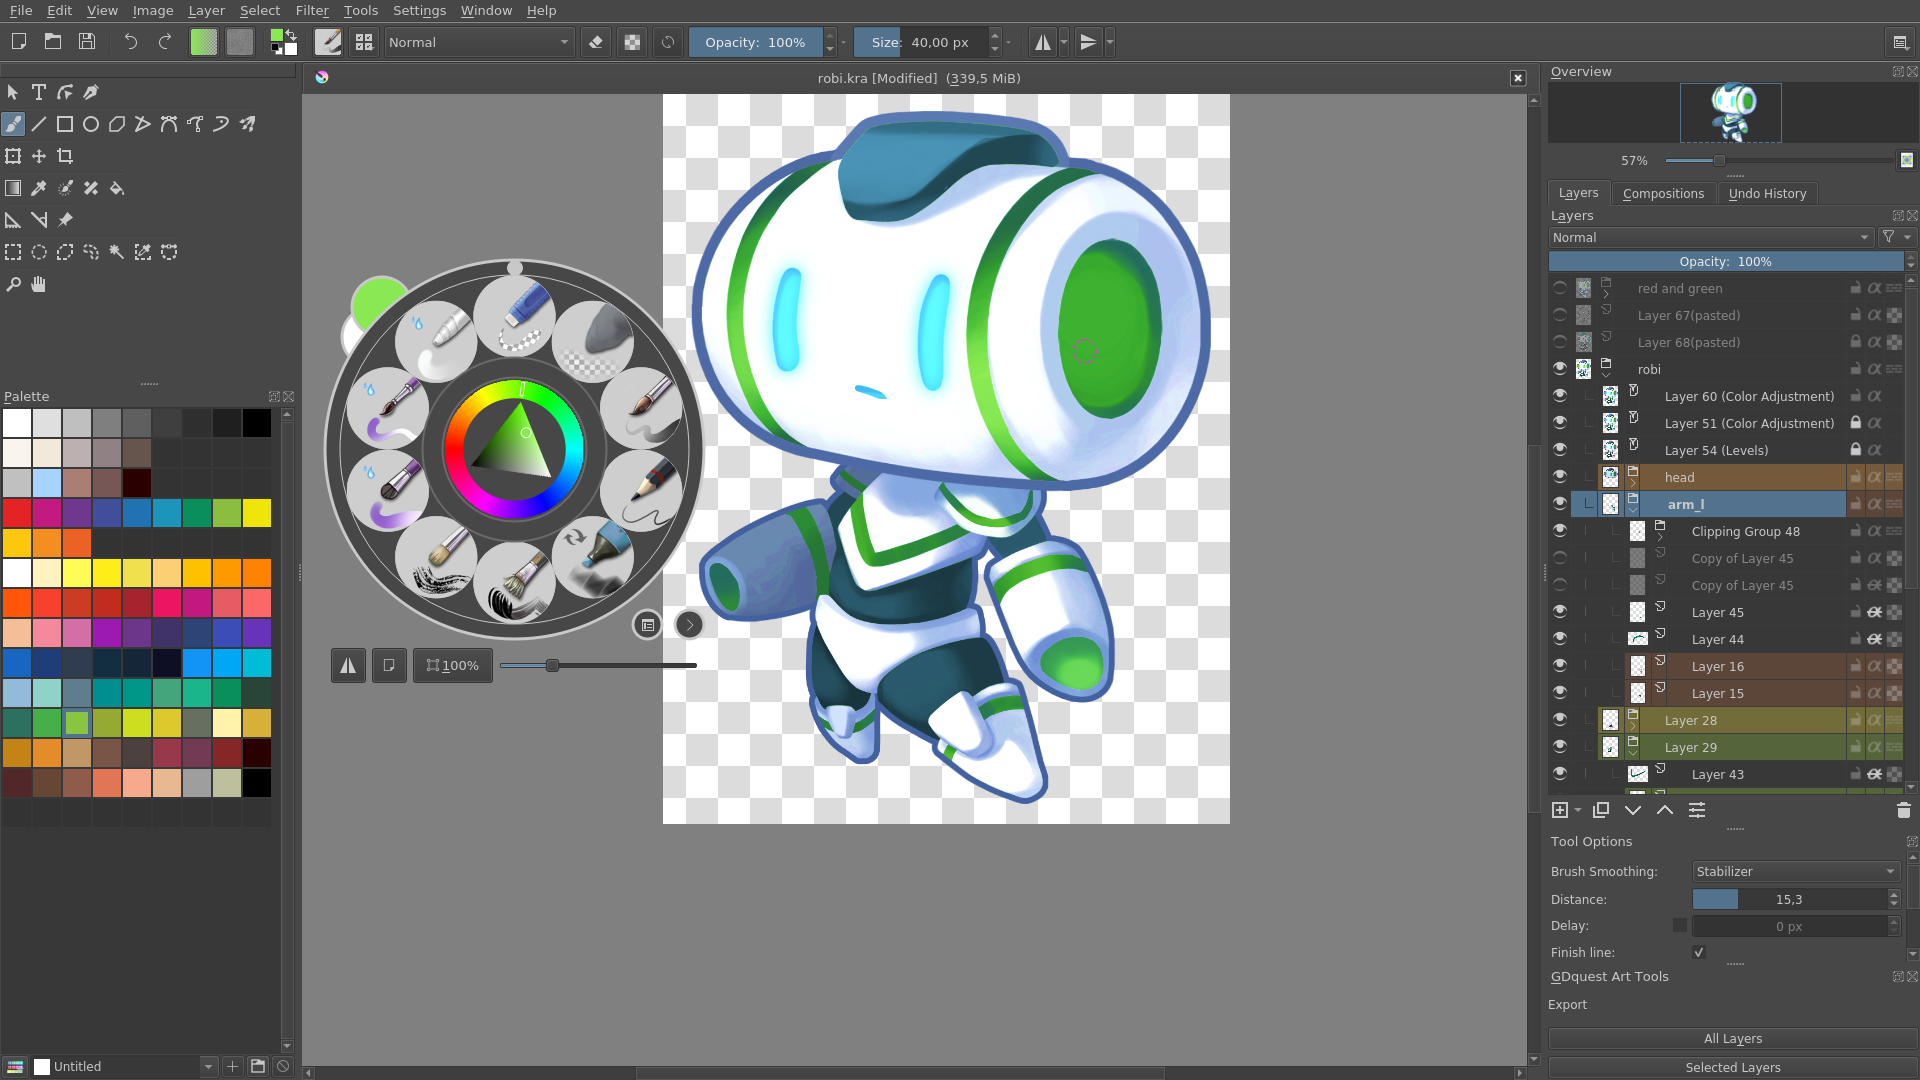 File Edit View Image Layer Select Filter Tools Settings Window Help
Normal
Opacity: 100%
Size: 40,00 px
robi.kra [Modified] (339,5 MiB)
Palette
Untitled
100%
Overview
57%
Layers Compositions Undo History
Layers
Normal
Opacity: 100%
red and green
Layer 67(pasted)
Layer 68(pasted)
robi
Layer 60 (Color Adjustment)
Layer 51 (Color Adjustment)
Layer 54 (Levels)
head
arm_l
Clipping Group 48
Copy of Layer 45
Copy of Layer 45
Layer 45
Layer 44
Layer 16
Layer 15
Layer 28
Layer 29
Layer 43
Tool Options
Brush Smoothing: Stabilizer
Distance: 15,3
Delay: 0 px
Finish line:
GDquest Art Tools
Export
All Layers
Selected Layers